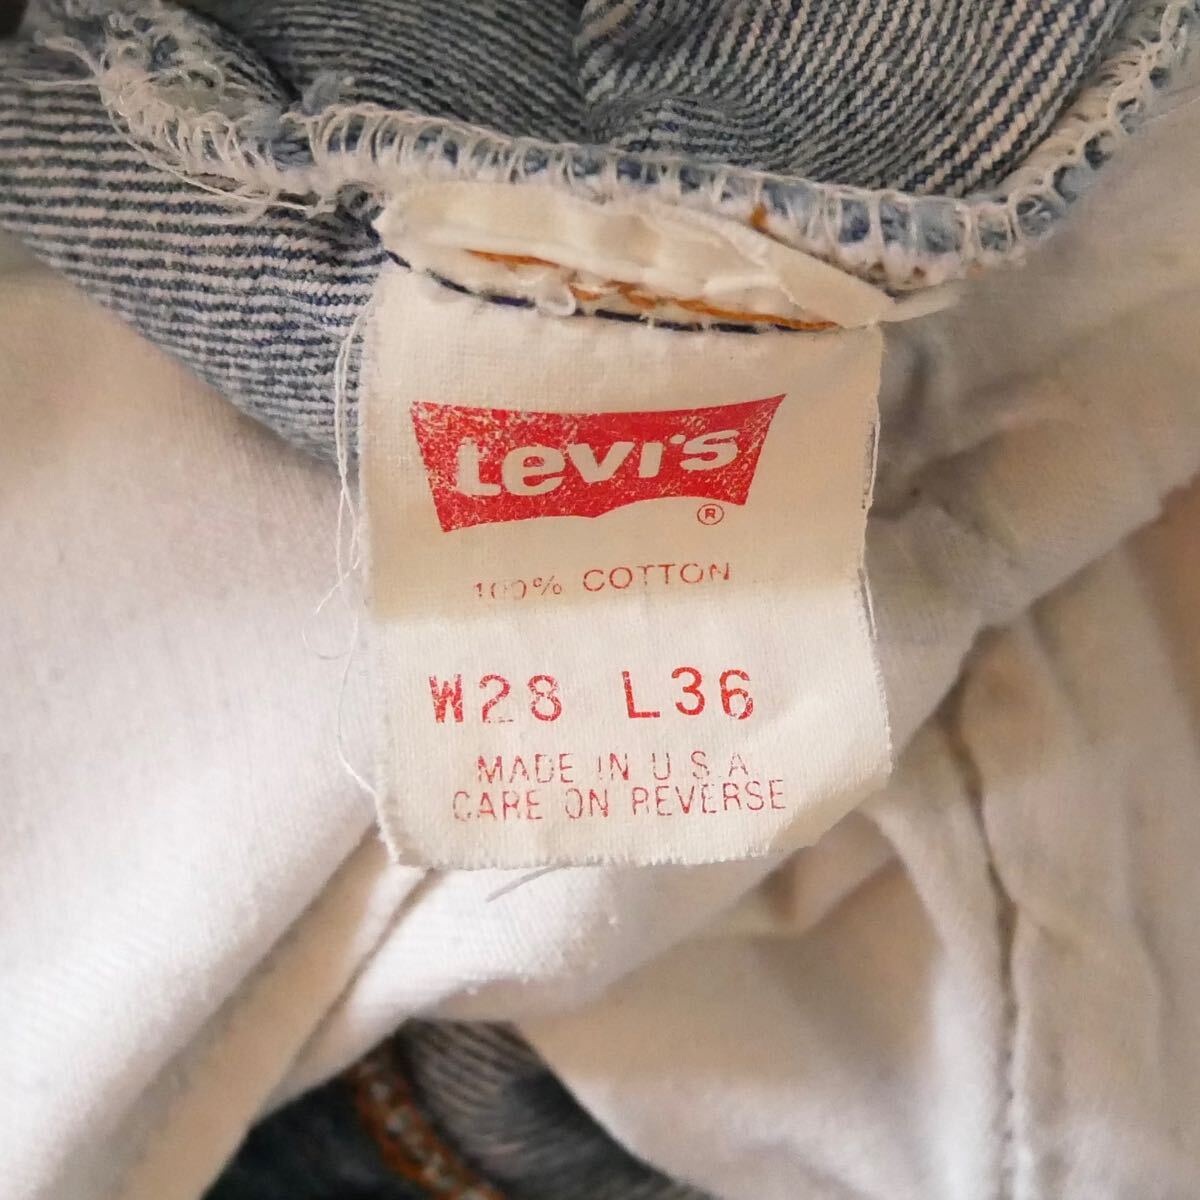 Levi's
®
100% COTTON
W28 L36
MADE IN U.S.A.
CARE ON REVERSE